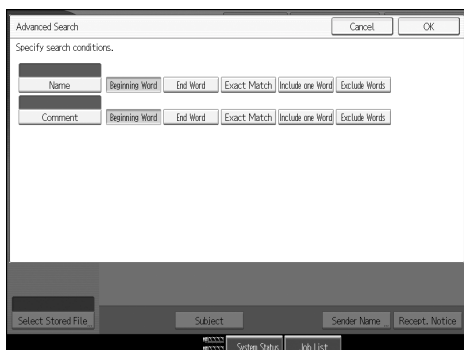 Advanced Search Cancel OK
Specify search conditions.
Name Beginning Word End Word Exact Match Include one Word Exclude Words
Comment Beginning Word End Word Exact Match Include one Word Exclude Words
Select Stored File Subject Sender Name Recept. Notice
System Status Job List